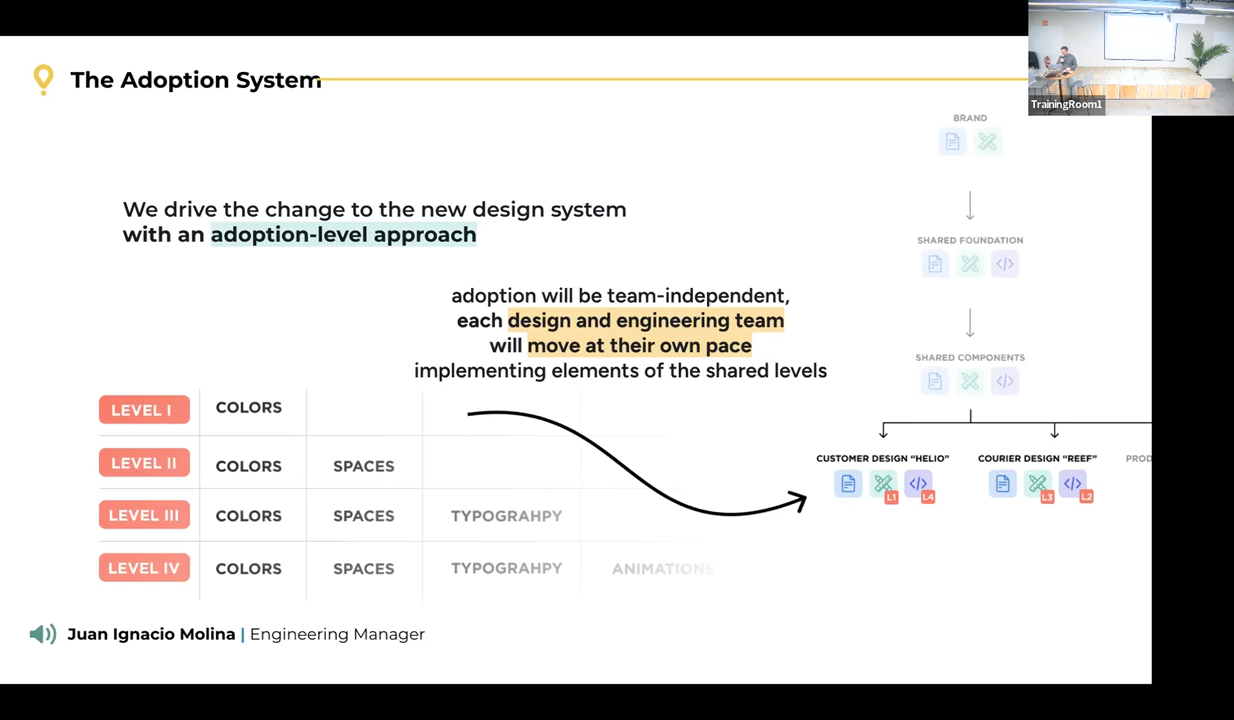 The Adoption System
TrainingRoom1
BRAND
We drive the change to the new design system
with an adoption-level approach
SHARED FOUNDATION
adoption will be team-independent,
each design and engineering team
will move at their own pace
implementing elements of the shared levels
SHARED COMPONENTS
LEVEL I COLORS
LEVEL II COLORS SPACES
LEVEL III COLORS SPACES TYPOGRAHPY
LEVEL IV COLORS SPACES TYPOGRAHPY ANIMATIONS
CUSTOMER DESIGN “HELIO” COURIER DESIGN “REEF” PROD
L1 L4 L3 L2
Juan Ignacio Molina | Engineering Manager